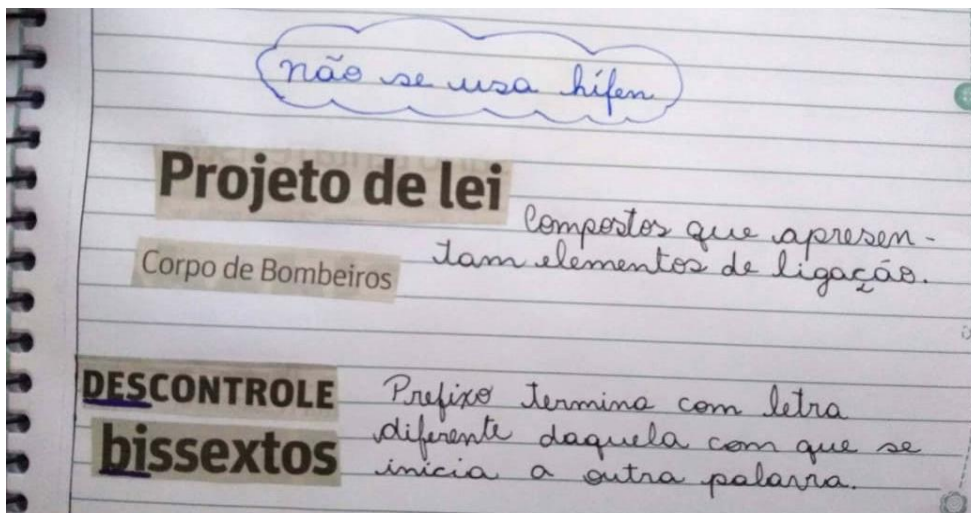 não se usa hífen
Projeto de lei
Compostos que apresen-
Corpo de Bombeiros
tam elementos de ligação.
DESCONTROLE
Prefixo termina com letra
diferente daquela com que se
bissextos
inicia a outra palavra.